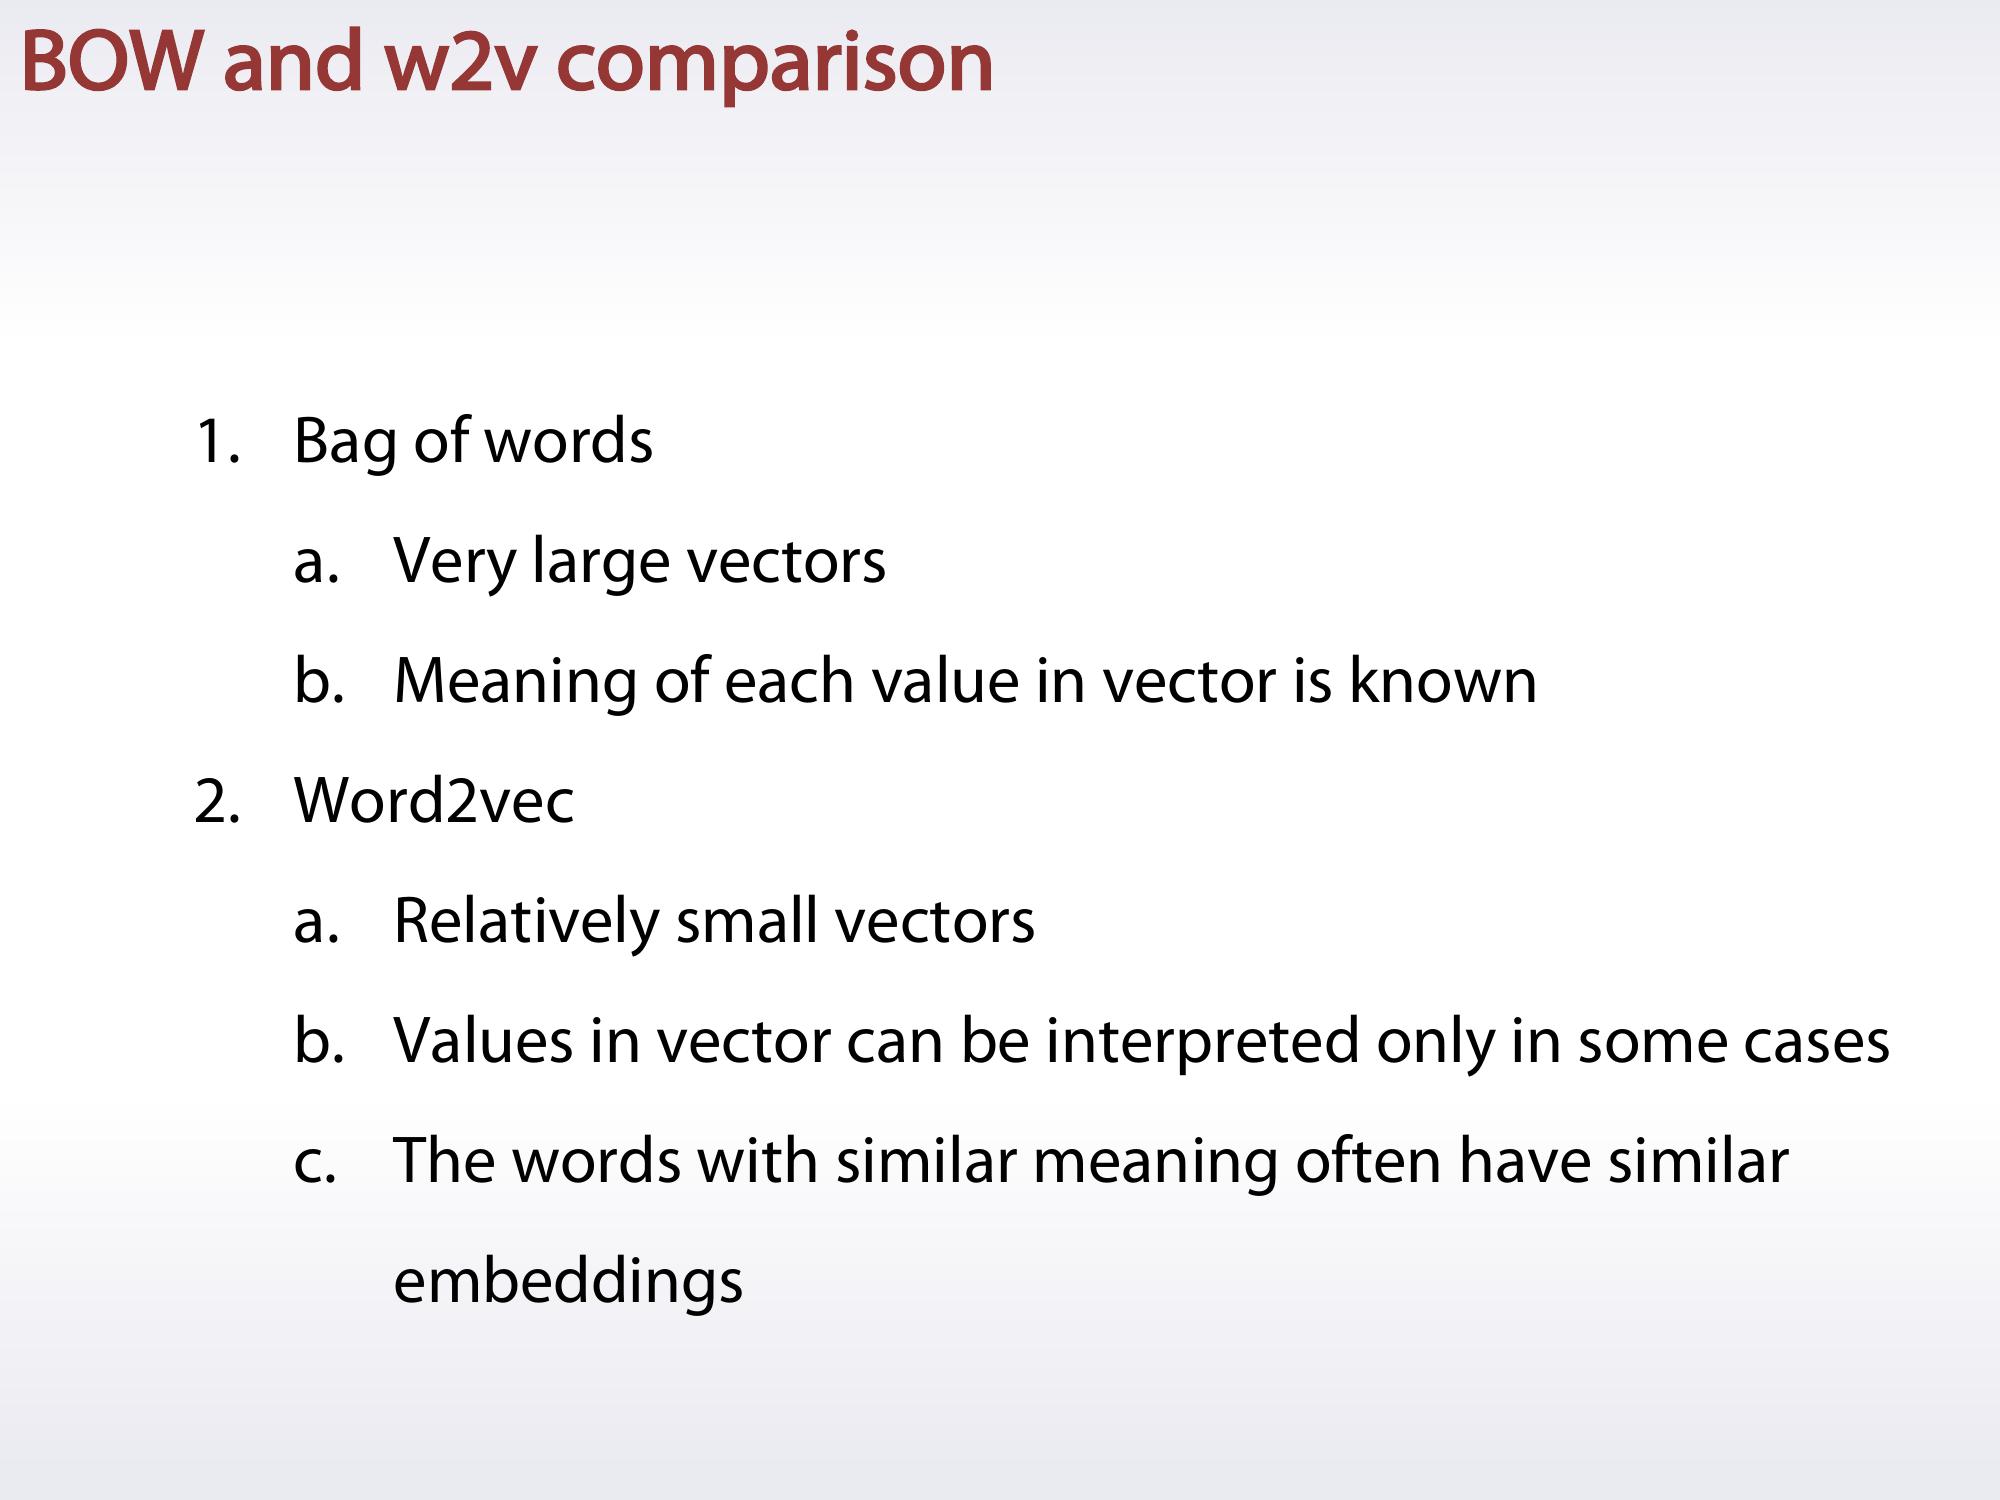 BOW and w2v comparison
1. Bag of words
a. Very large vectors
b. Meaning of each value in vector is known
2. Word2vec
a. Relatively small vectors
b. Values in vector can be interpreted only in some cases
c. The words with similar meaning often have similar
embeddings